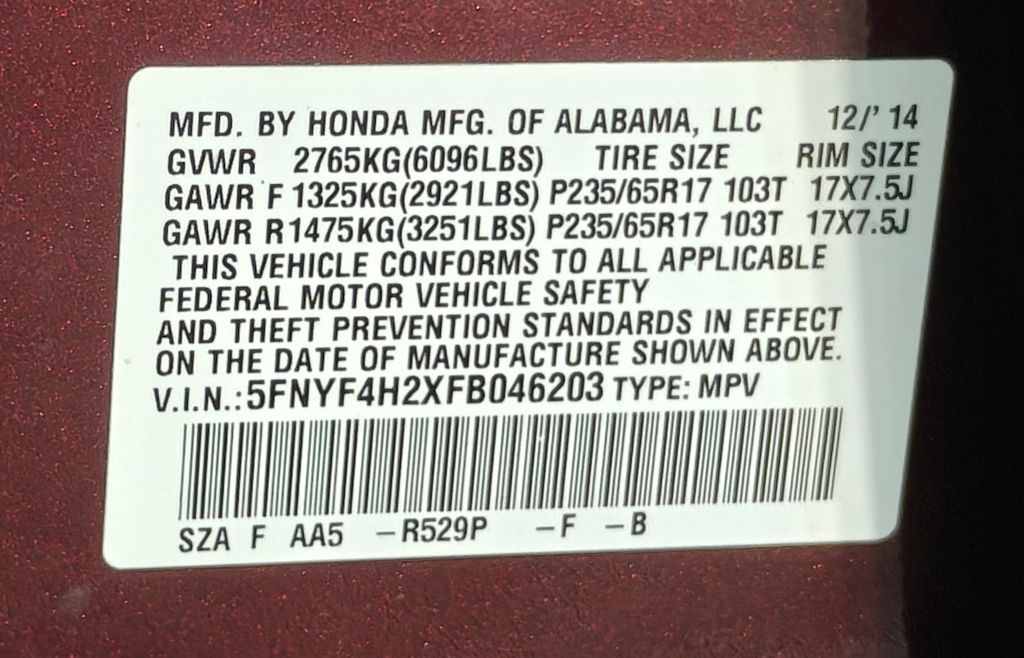 MFD. BY HONDA MFG. OF ALABAMA, LLC 12/' 14
GVWR 2765KG(6096LBS) TIRE SIZE RIM SIZE
GAWR F 1325KG(2921LBS) P235/65R17 103T 17X7.5J
GAWR R1475KG(3251LBS) P235/65R17 103T 17X7.5J
THIS VEHICLE CONFORMS TO ALL APPLICABLE
FEDERAL MOTOR VEHICLE SAFETY
AND THEFT PREVENTION STANDARDS IN EFFECT
ON THE DATE OF MANUFACTURE SHOWN ABOVE.
V.I.N.:5FNYF4H2XFB046203 TYPE: MPV
SZA F AA5 -R529P -F -B